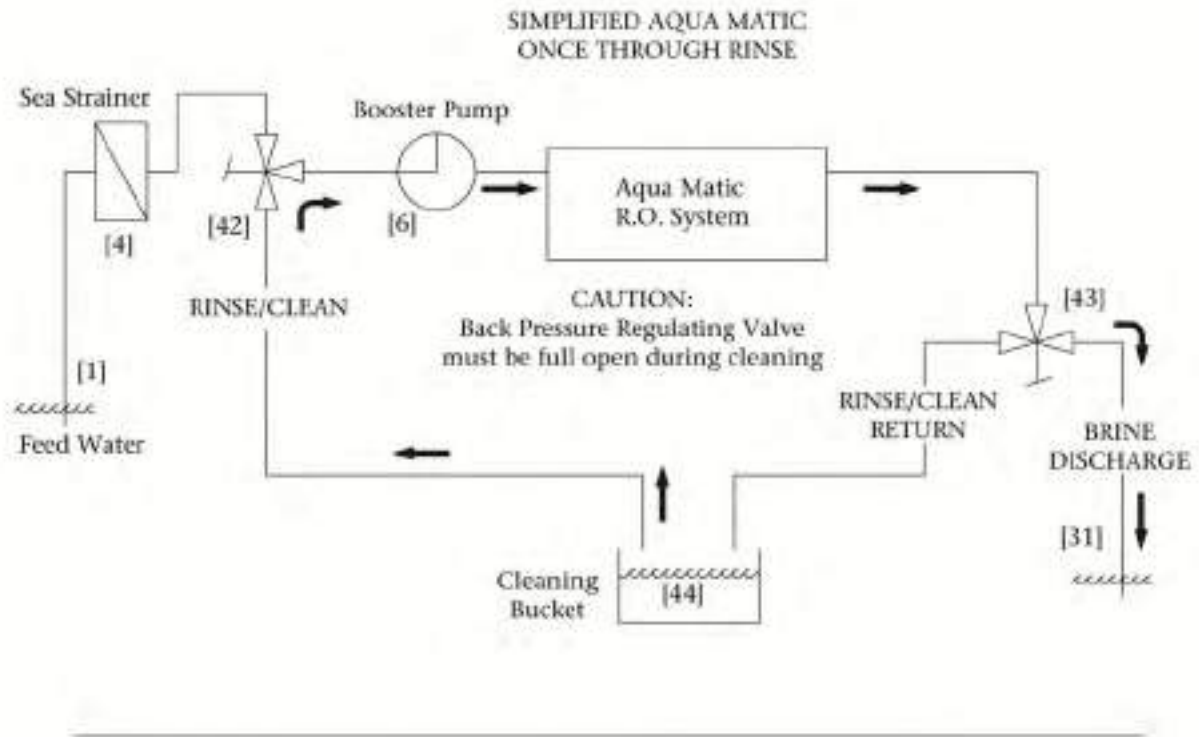 SIMPLIFIED AQUA MATIC
ONCE THROUGH RINSE
Sea Strainer
Booster Pump
Aqua Matic
R.O. System
[4]
[42]
[6]
RINSE/CLEAN
CAUTION:
Back Pressure Regulating Valve
must be full open during cleaning
[43]
[1]
Feed Water
RINSE/CLEAN
RETURN
BRINE
DISCHARGE
[31]
Cleaning
Bucket
[44]